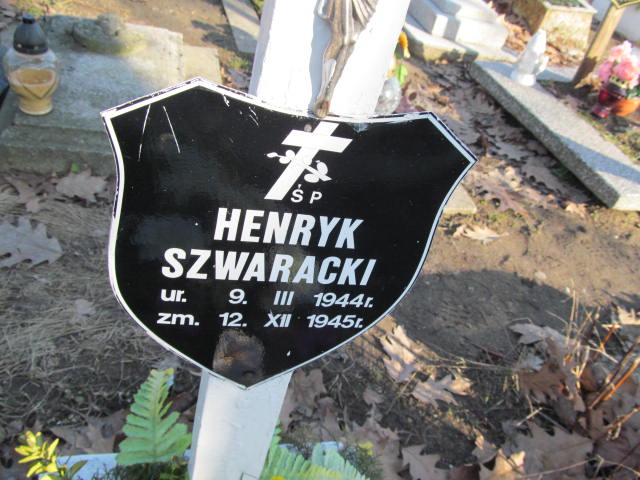 ŚP
HENRYK
SZWARACKI
ur. 9. III 1944r.
zm. 12. XII 1945r.